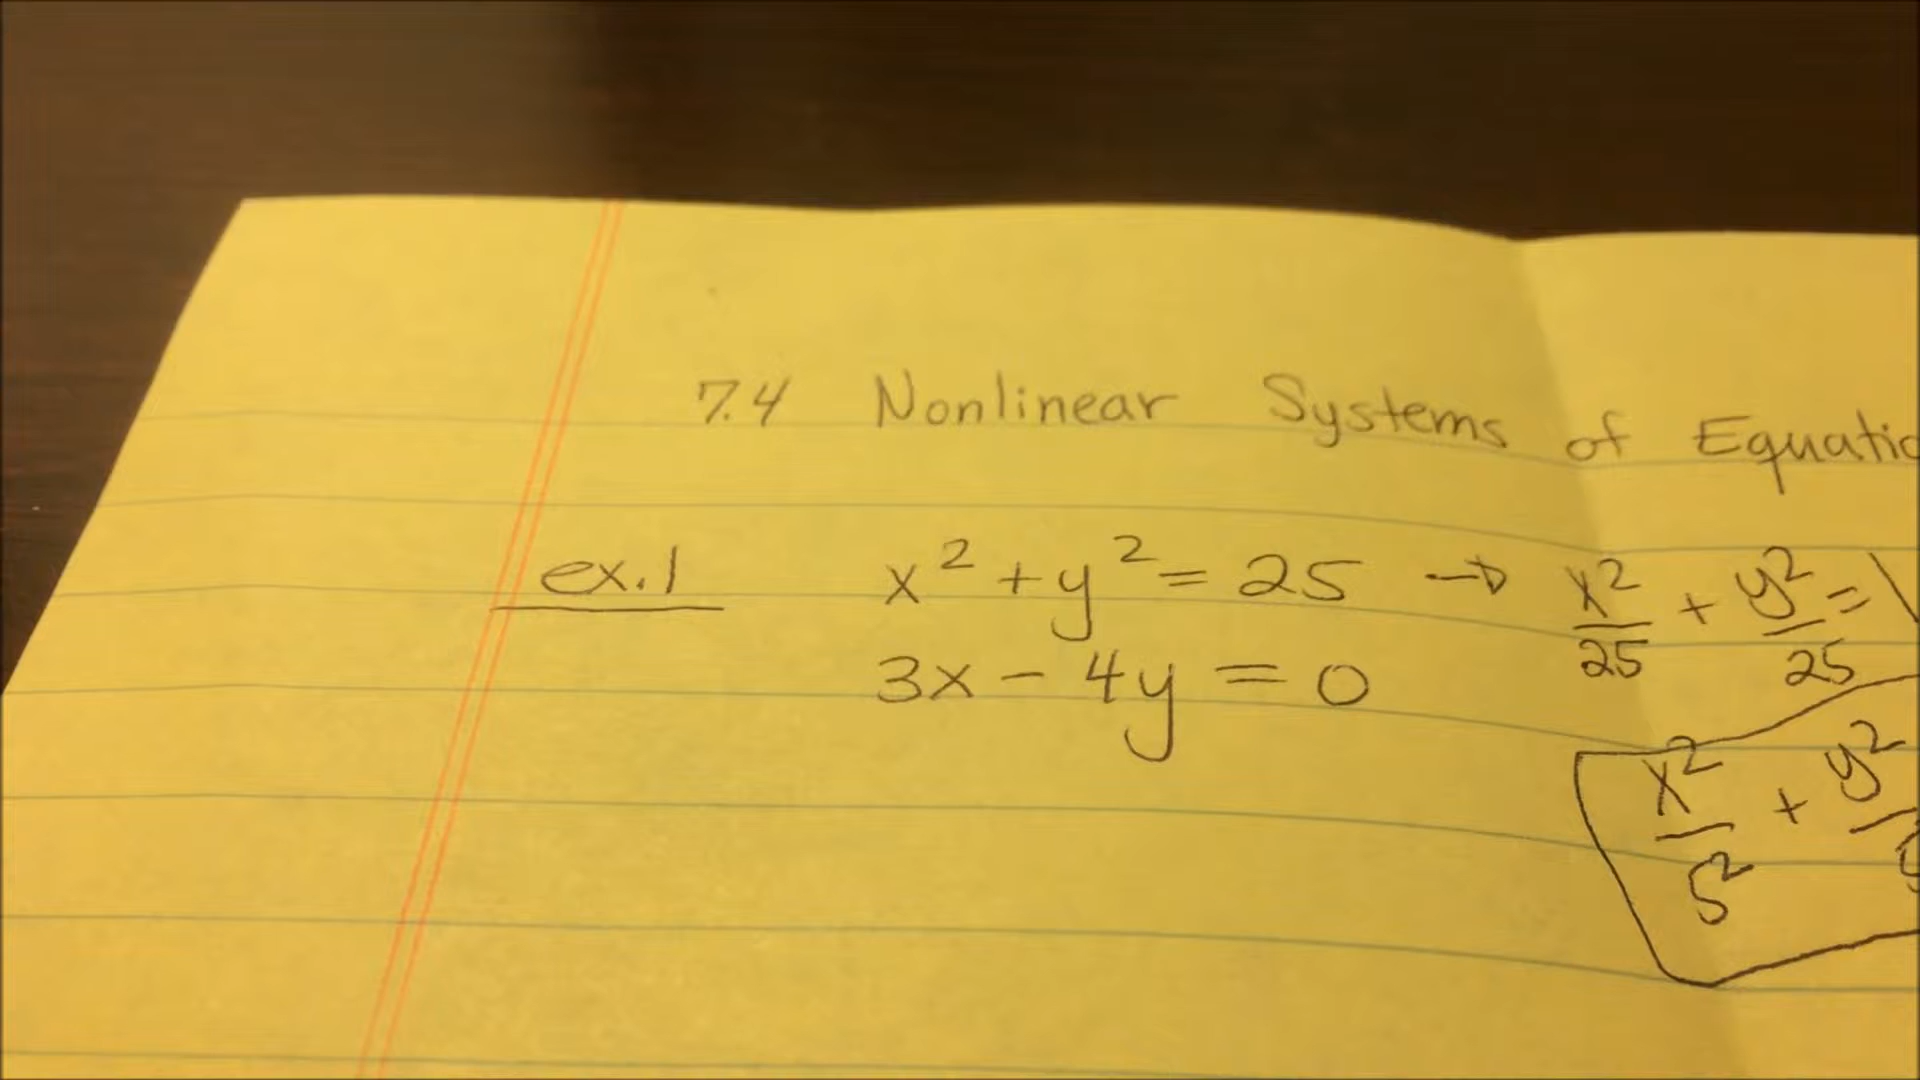 7.4 Nonlinear Systems of Equatio
ex.1 x² + y² = 25 → x²/25 + y²/25 = 1
3x - 4y = 0
x²/5² + y²/5